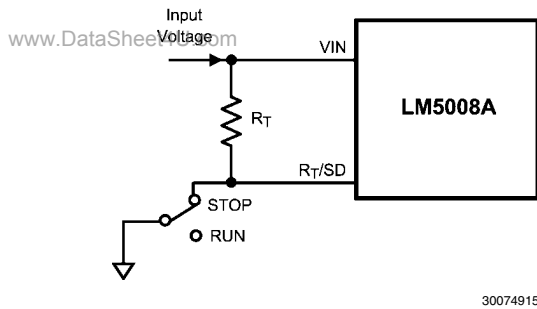 Input
Voltage
www.DataSheet4U.com
VIN
LM5008A
RT
RT/SD
STOP
RUN
30074915